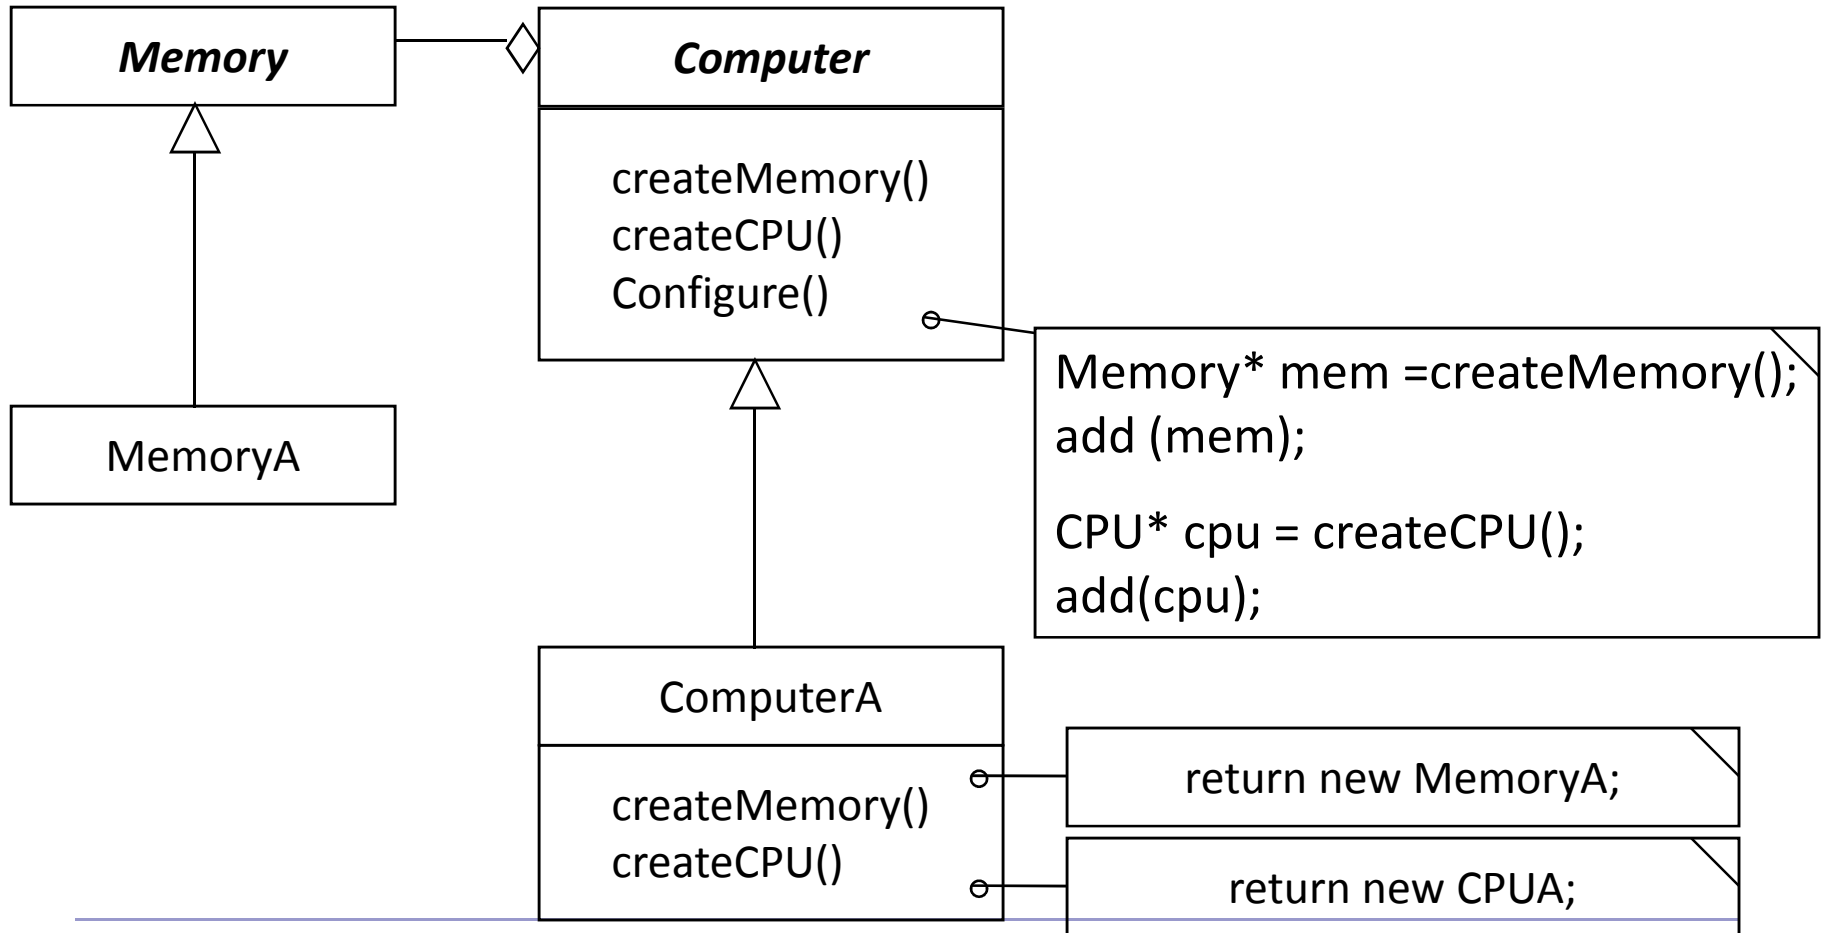 Memory
Computer
createMemory()
createCPU()
Configure()
Memory* mem =createMemory();
add (mem);
CPU* cpu = createCPU();
add(cpu);
MemoryA
ComputerA
createMemory()
createCPU()
return new MemoryA;
return new CPUA;